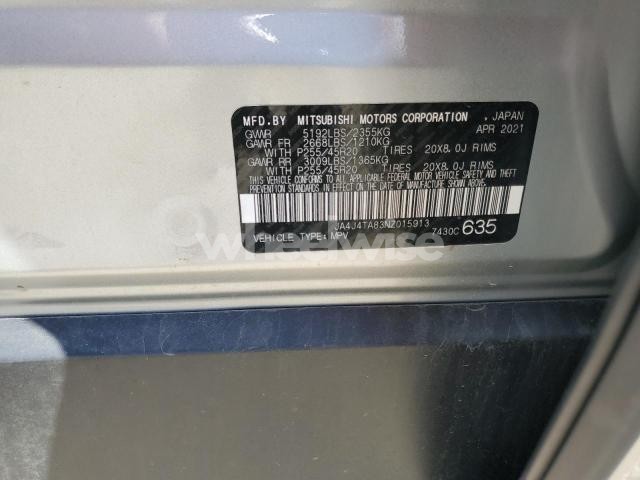 MFD.BY MITSUBISHI MOTORS CORPORATION , JAPAN
GVWR 5192LBS/2355KG APR 2021
GAWR FR 2668LBS/1210KG
WITH P255/45R20 TIRES 20X8.0J RIMS
GAWR RR 3009LBS/1365KG
WITH P255/45R20 TIRES 20X8.0J RIMS
THIS VEHICLE CONFORMS TO ALL APPLICABLE FEDERAL MOTOR VEHICLE SAFETY AND THEFT
PREVENTION STANDARDS IN EFFECT ON THE DATE OF MANUFACTURE SHOWN ABOVE.
JA4J4TA83NZ015913
VEHICLE TYPE: MPV 7430C 635
wheelwise